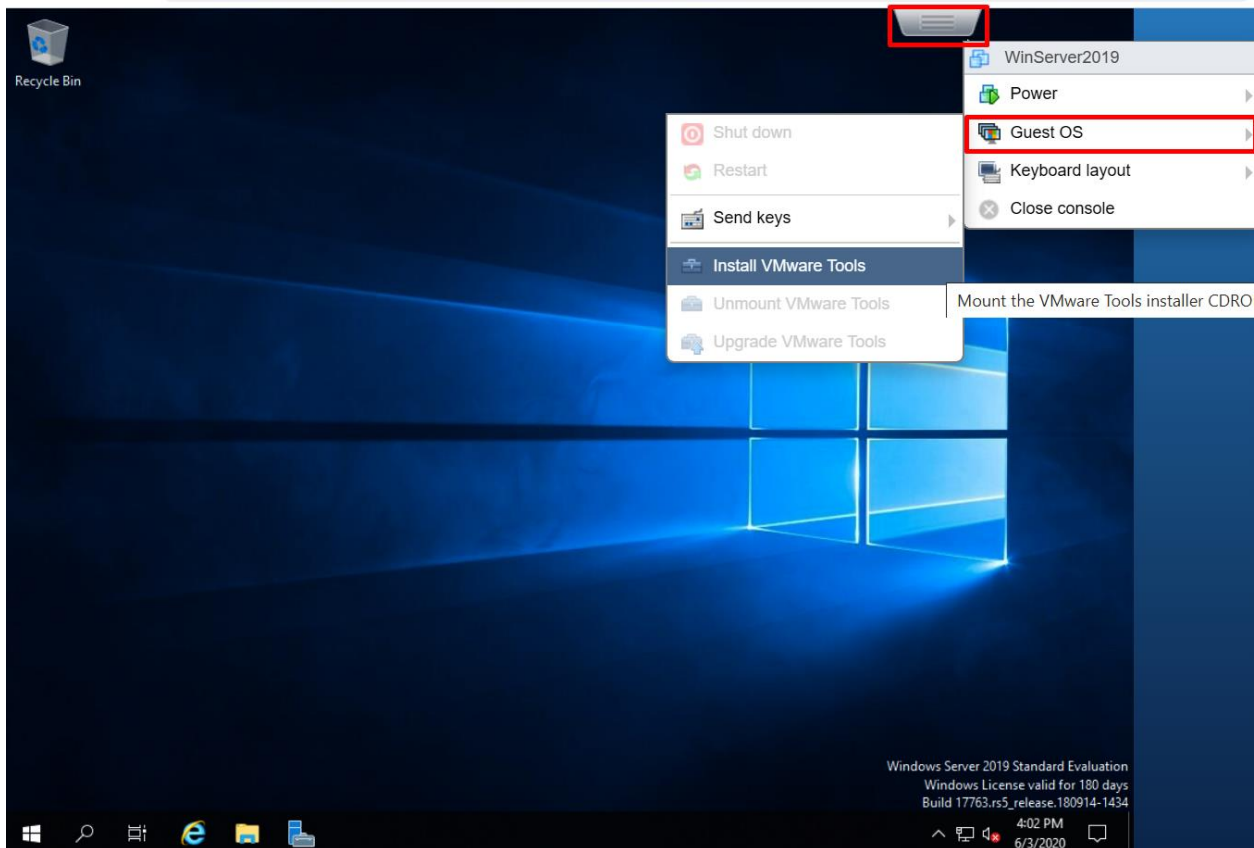 Recycle Bin
WinServer2019
Power
Guest OS
Keyboard layout
Close console
Shut down
Restart
Send keys
Install VMware Tools
Unmount VMware Tools
Upgrade VMware Tools
Mount the VMware Tools installer CDRO
Windows Server 2019 Standard Evaluation
Windows License valid for 180 days
Build 17763.rs5_release.180914-1434
4:02 PM
6/3/2020